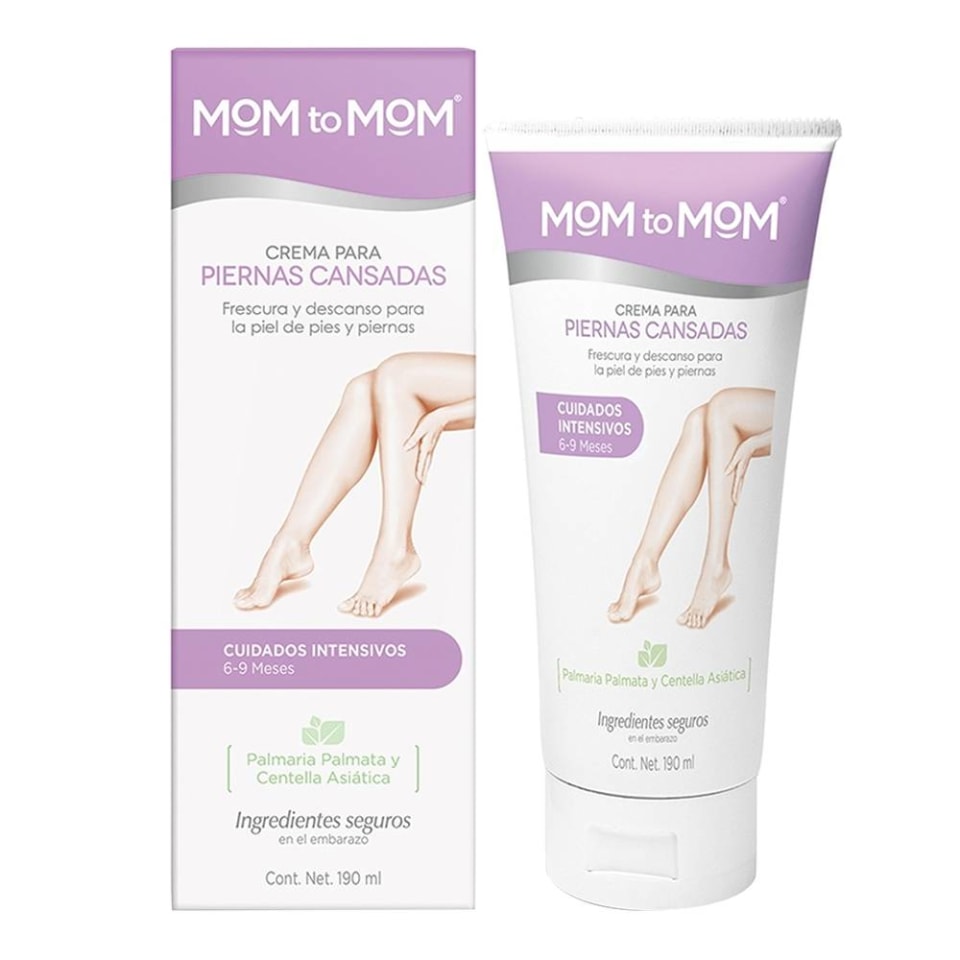 MOM to MOM®
CREMA PARA
PIERNAS CANSADAS
Frescura y descanso para
la piel de pies y piernas
CUIDADOS INTENSIVOS
6-9 Meses
Palmaria Palmata y
Centella Asiática
Ingredientes seguros
en el embarazo
Cont. Net. 190 ml
MOM to MOM®
CREMA PARA
PIERNAS CANSADAS
Frescura y descanso para
la piel de pies y piernas
CUIDADOS
INTENSIVOS
6-9 Meses
Palmaria Palmata y Centella Asiática
Ingredientes seguros
en el embarazo
Cont. Net. 190 ml